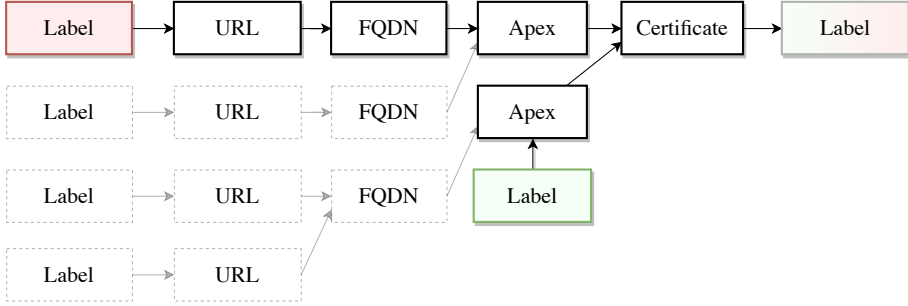 Label URL FQDN Apex Certificate Label
Label URL FQDN Apex
Label URL FQDN Label
Label URL